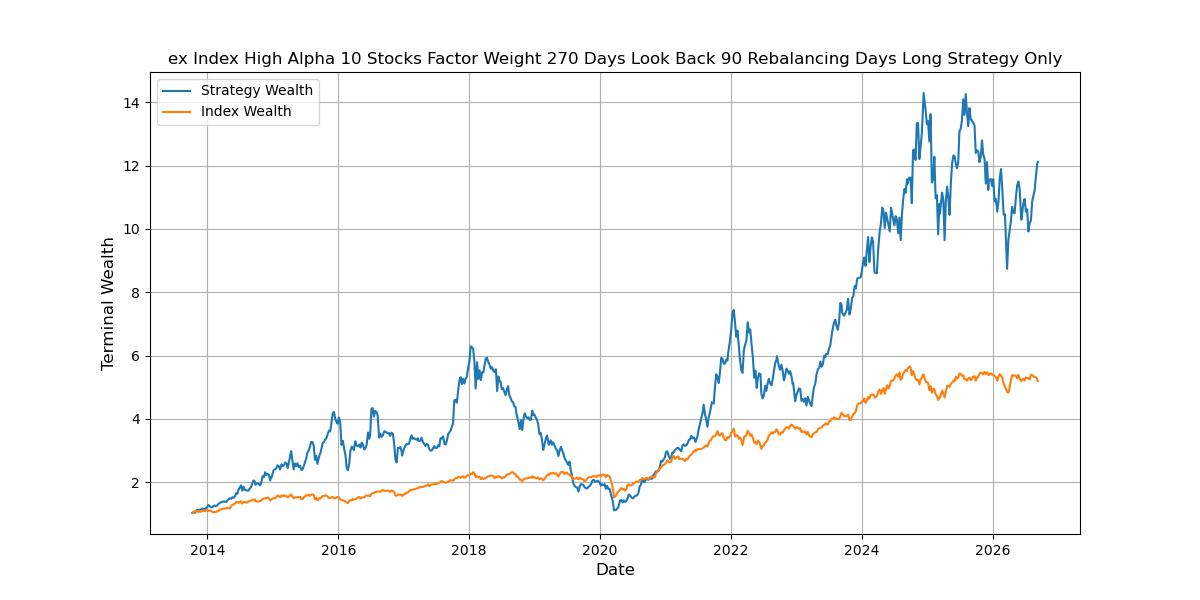 ex Index High Alpha 10 Stocks Factor Weight 270 Days Look Back 90 Rebalancing Days Long Strategy Only
Strategy Wealth
Index Wealth
Terminal Wealth
14
12
10
8
6
4
2
2014 2016 2018 2020 2022 2024 2026
Date